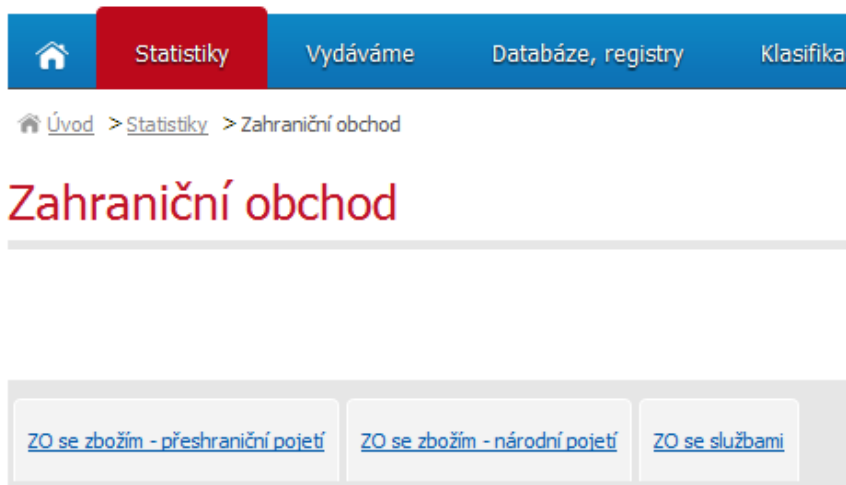 Statistiky Vydáváme Databáze, registry Klasifika
Úvod > Statistiky > Zahraniční obchod
Zahraniční obchod
ZO se zbožím - přeshraniční pojetí ZO se zbožím - národní pojetí ZO se službami